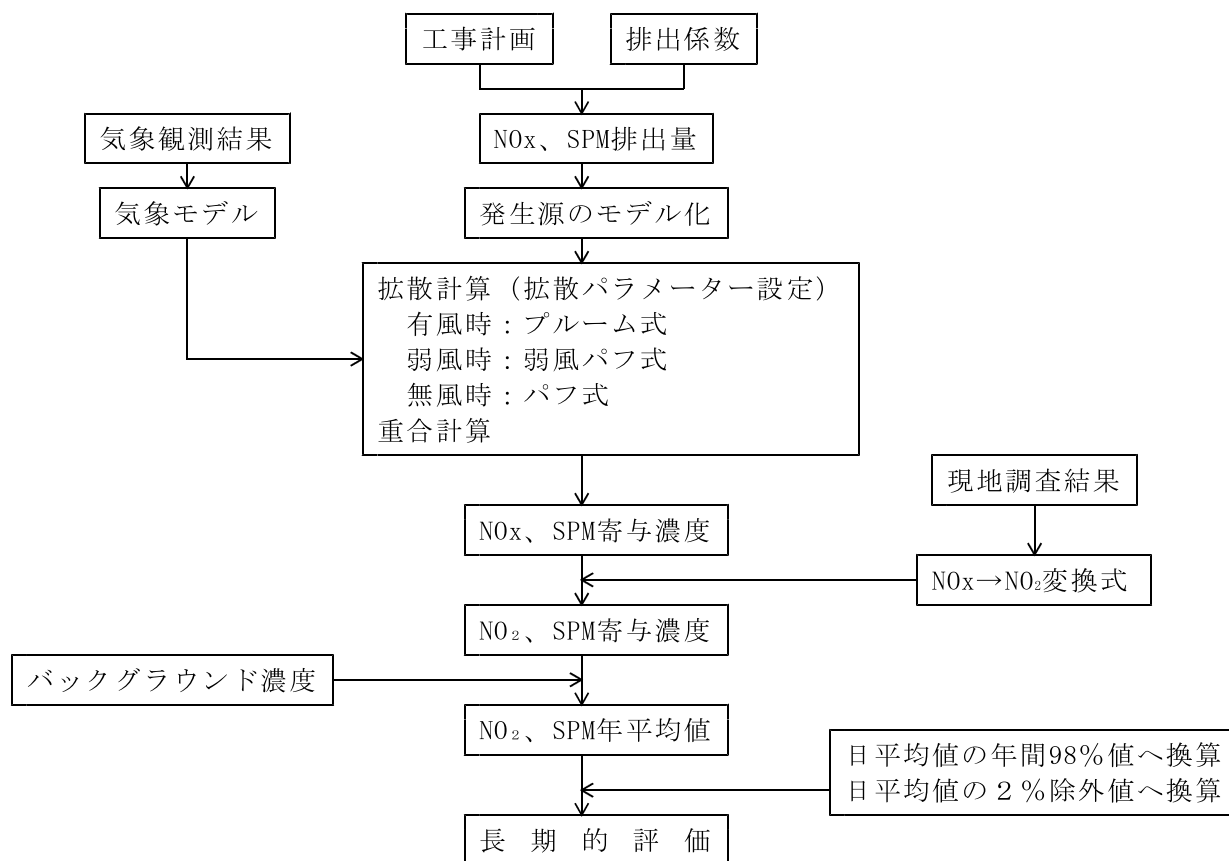 工事計画
排出係数
気象観測結果
NOx、SPM排出量
気象モデル
発生源のモデル化
拡散計算（拡散パラメーター設定）
有風時：プルーム式
弱風時：弱風パフ式
無風時：パフ式
重合計算
現地調査結果
NOx、SPM寄与濃度
NOx→NO₂変換式
NO₂、SPM寄与濃度
バックグラウンド濃度
NO₂、SPM年平均値
日平均値の年間98％値へ換算
日平均値の２％除外値へ換算
長期的評価